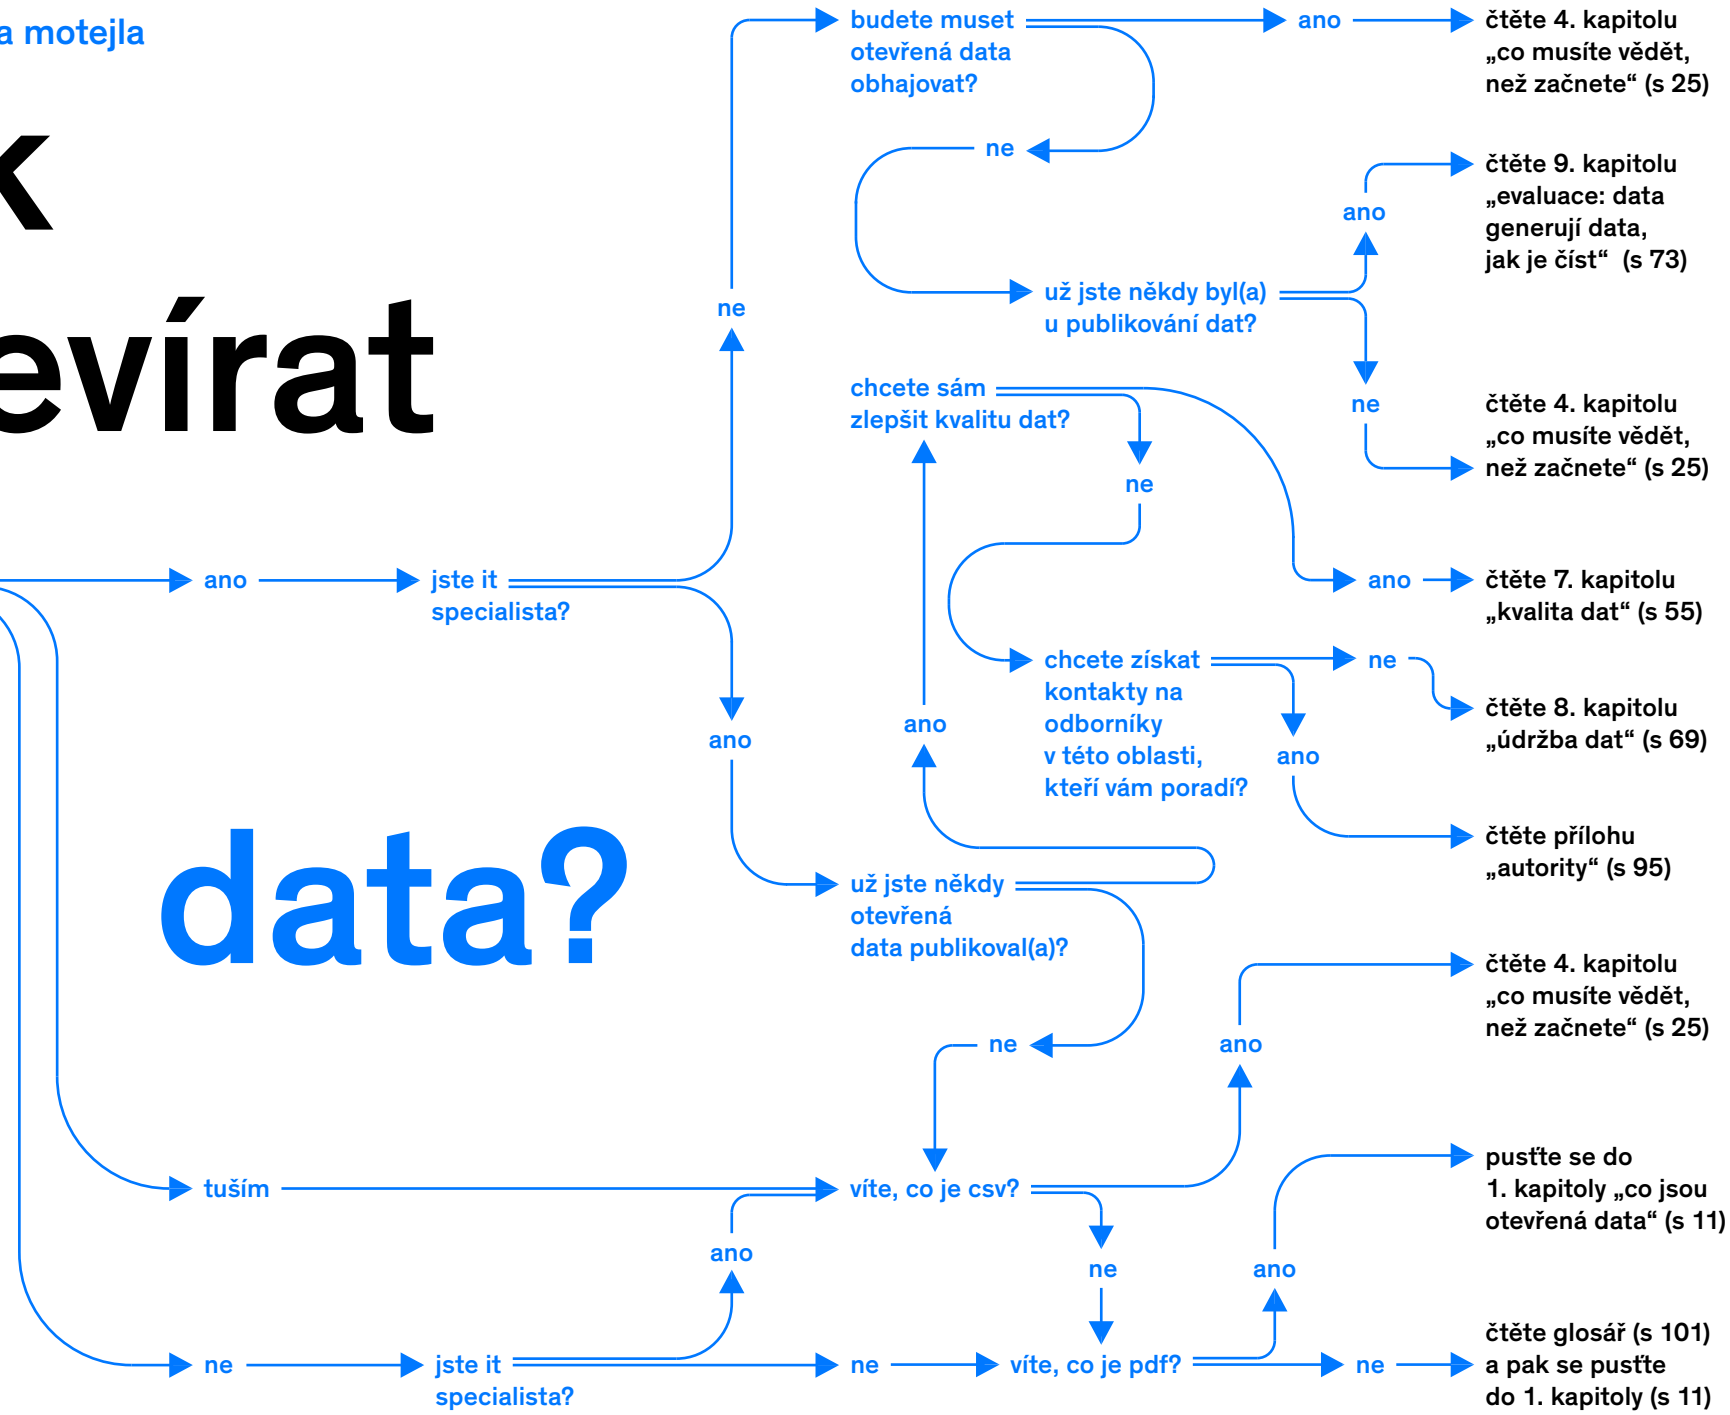 a motejla
k
evírat
data?
budete muset
otevřená data
obhajovat?
ano
čtěte 4. kapitolu
„co musíte vědět,
než začnete“ (s 25)
ne
už jste někdy byl(a)
u publikování dat?
ano
čtěte 9. kapitolu
„evaluace: data
generují data,
jak je číst“ (s 73)
ne
čtěte 4. kapitolu
„co musíte vědět,
než začnete“ (s 25)
ne
ano
jste it
specialista?
ano
chcete sám
zlepšit kvalitu dat?
ne
ano
čtěte 7. kapitolu
„kvalita dat“ (s 55)
chcete získat
kontakty na
odborníky
v této oblasti,
kteří vám poradí?
ne
čtěte 8. kapitolu
„údržba dat“ (s 69)
ano
čtěte přílohu
„autority“ (s 95)
ano
už jste někdy
otevřená
data publikoval(a)?
ne
tuším
víte, co je csv?
ano
čtěte 4. kapitolu
„co musíte vědět,
než začnete“ (s 25)
ne
ano
ne
jste it
specialista?
ne
víte, co je pdf?
ano
pusťte se do
1. kapitoly „co jsou
otevřená data“ (s 11)
ne
čtěte glosář (s 101)
a pak se pusťte
do 1. kapitoly (s 11)